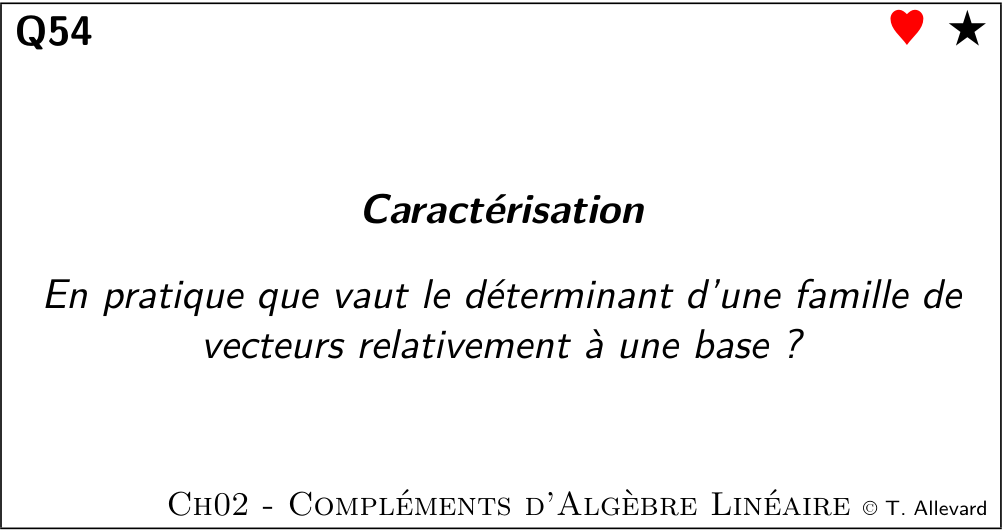 Q54
Caractérisation
En pratique que vaut le déterminant d'une famille de
vecteurs relativement à une base ?
Ch02 - Compléments d'Algèbre Linéaire © T. Allevard